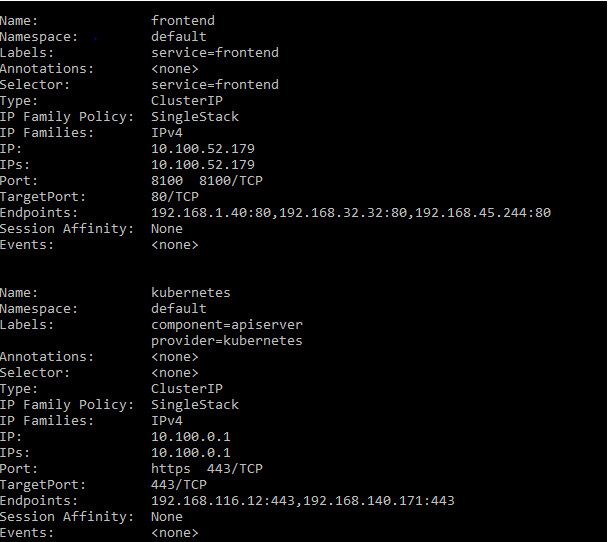 Name: frontend
Namespace: default
Labels: service=frontend
Annotations: <none>
Selector: service=frontend
Type: ClusterIP
IP Family Policy: SingleStack
IP Families: IPv4
IP: 10.100.52.179
IPs: 10.100.52.179
Port: 8100 8100/TCP
TargetPort: 80/TCP
Endpoints: 192.168.1.40:80,192.168.32.32:80,192.168.45.244:80
Session Affinity: None
Events: <none>
Name: kubernetes
Namespace: default
Labels: component=apiserver
provider=kubernetes
Annotations: <none>
Selector: <none>
Type: ClusterIP
IP Family Policy: SingleStack
IP Families: IPv4
IP: 10.100.0.1
IPs: 10.100.0.1
Port: https 443/TCP
TargetPort: 443/TCP
Endpoints: 192.168.116.12:443,192.168.140.171:443
Session Affinity: None
Events: <none>